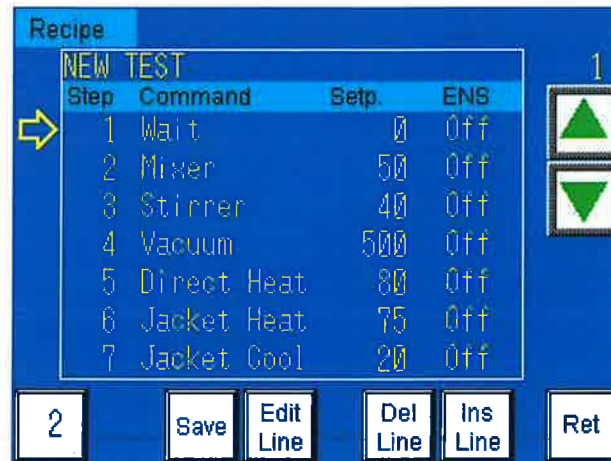 Recipe
NEW TEST 1
Step Command Setp. ENS
1 Wait 0 Off
2 Mixer 50 Off
3 Stirrer 40 Off
4 Vacuum 500 Off
5 Direct Heat 80 Off
6 Jacket Heat 75 Off
7 Jacket Cool 20 Off
2 Save Edit Line Del Line Ins Line Ret